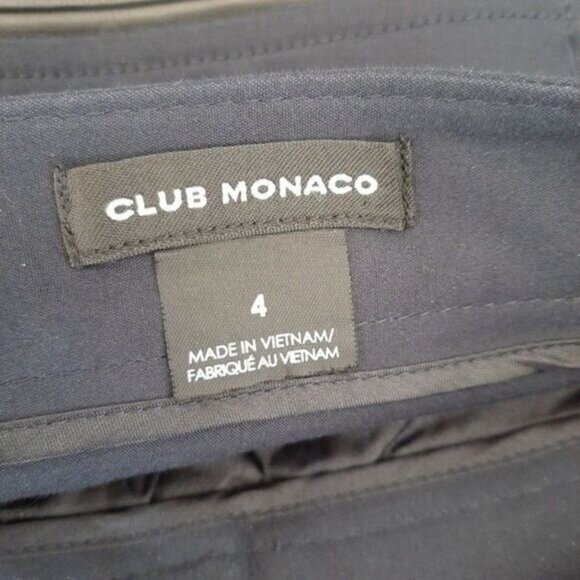 CLUB MONACO
4
MADE IN VIETNAM/
FABRIQUÉ AU VIETNAM